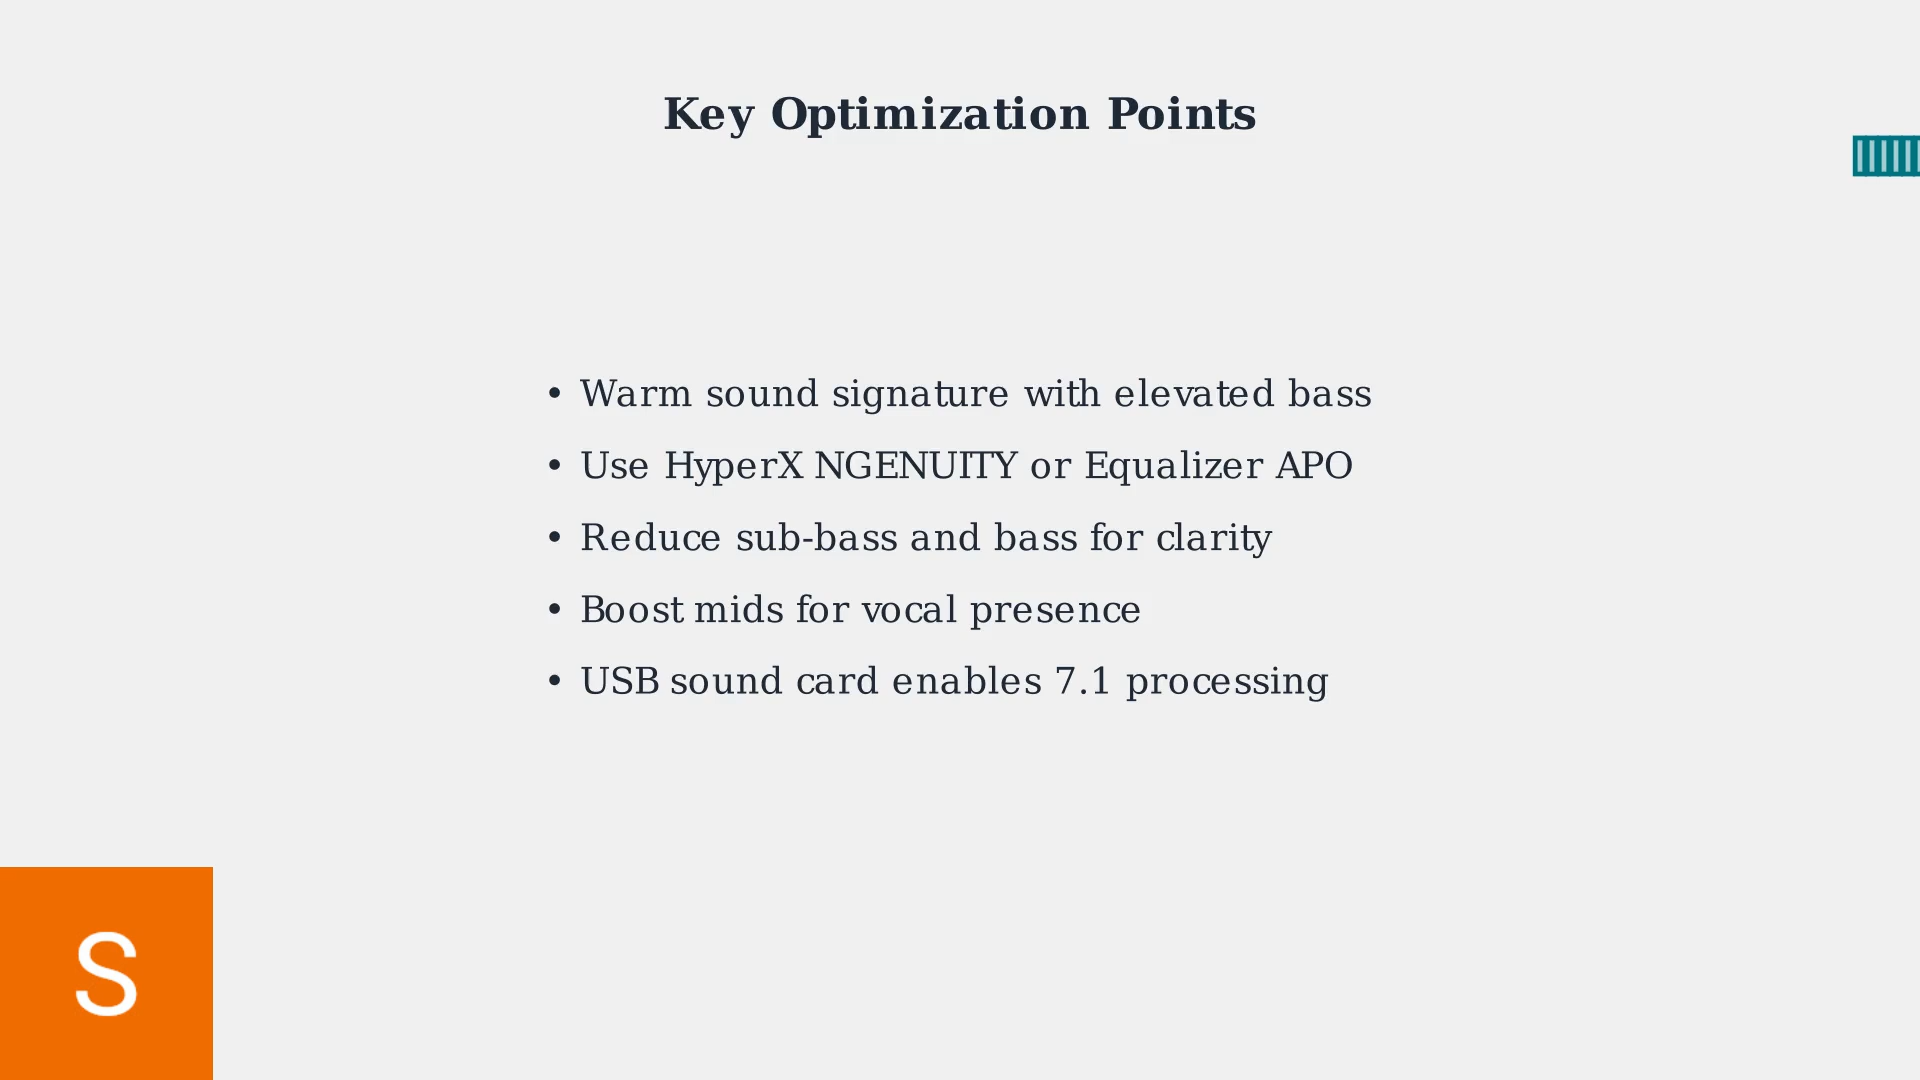 Key Optimization Points
• Warm sound signature with elevated bass
• Use HyperX NGENUITY or Equalizer APO
• Reduce sub-bass and bass for clarity
• Boost mids for vocal presence
• USB sound card enables 7.1 processing
S